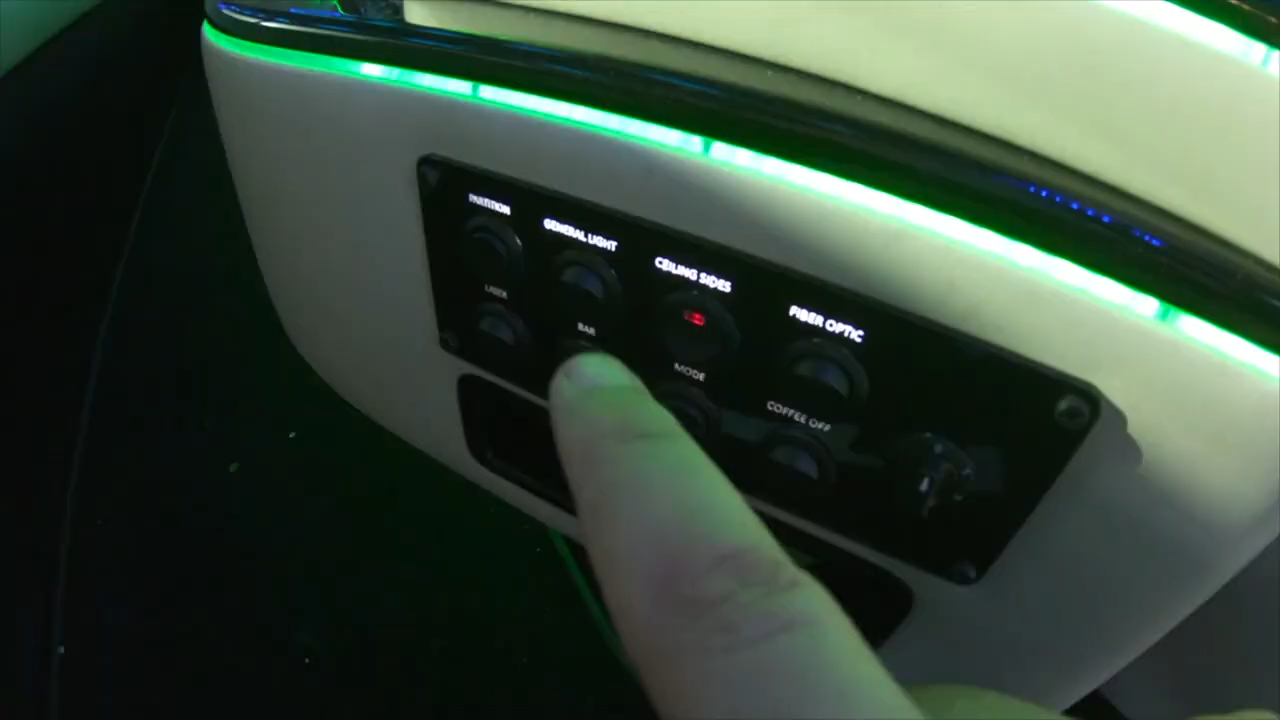 PARTITION
GENERAL LIGHT
CEILING SIDES
FIBER OPTIC
LASER
BAR
MODE
COFFEE OFF